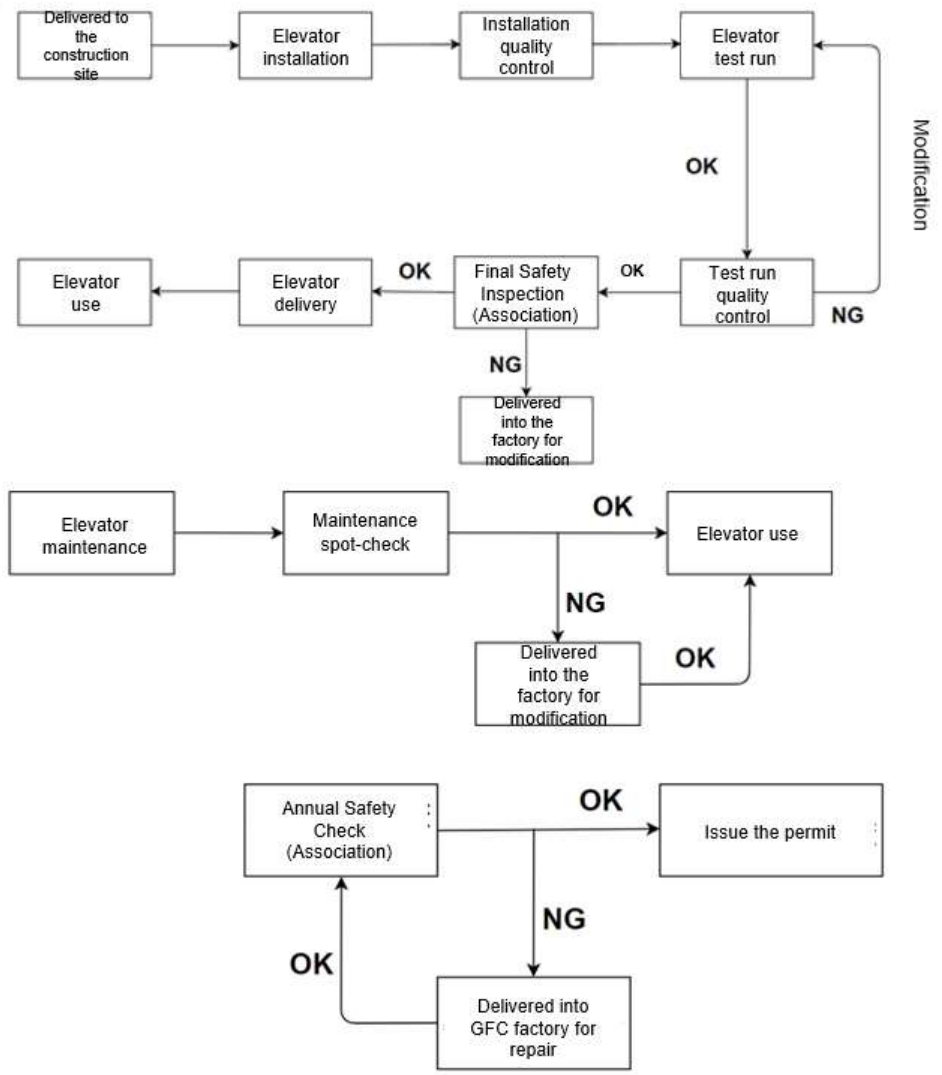 Delivered to
the
construction
site
Elevator
installation
Installation
quality
control
Elevator
test run
Modification
OK
Elevator
use
Elevator
delivery
OK
Final Safety
Inspection
(Association)
OK
Test run
quality
control
NG
NG
Delivered
into the
factory for
modification
Elevator
maintenance
Maintenance
spot-check
OK
Elevator use
NG
Delivered
into the
factory for
modification
OK
Annual Safety
Check
(Association)
OK
Issue the permit
NG
OK
Delivered into
GFC factory for
repair